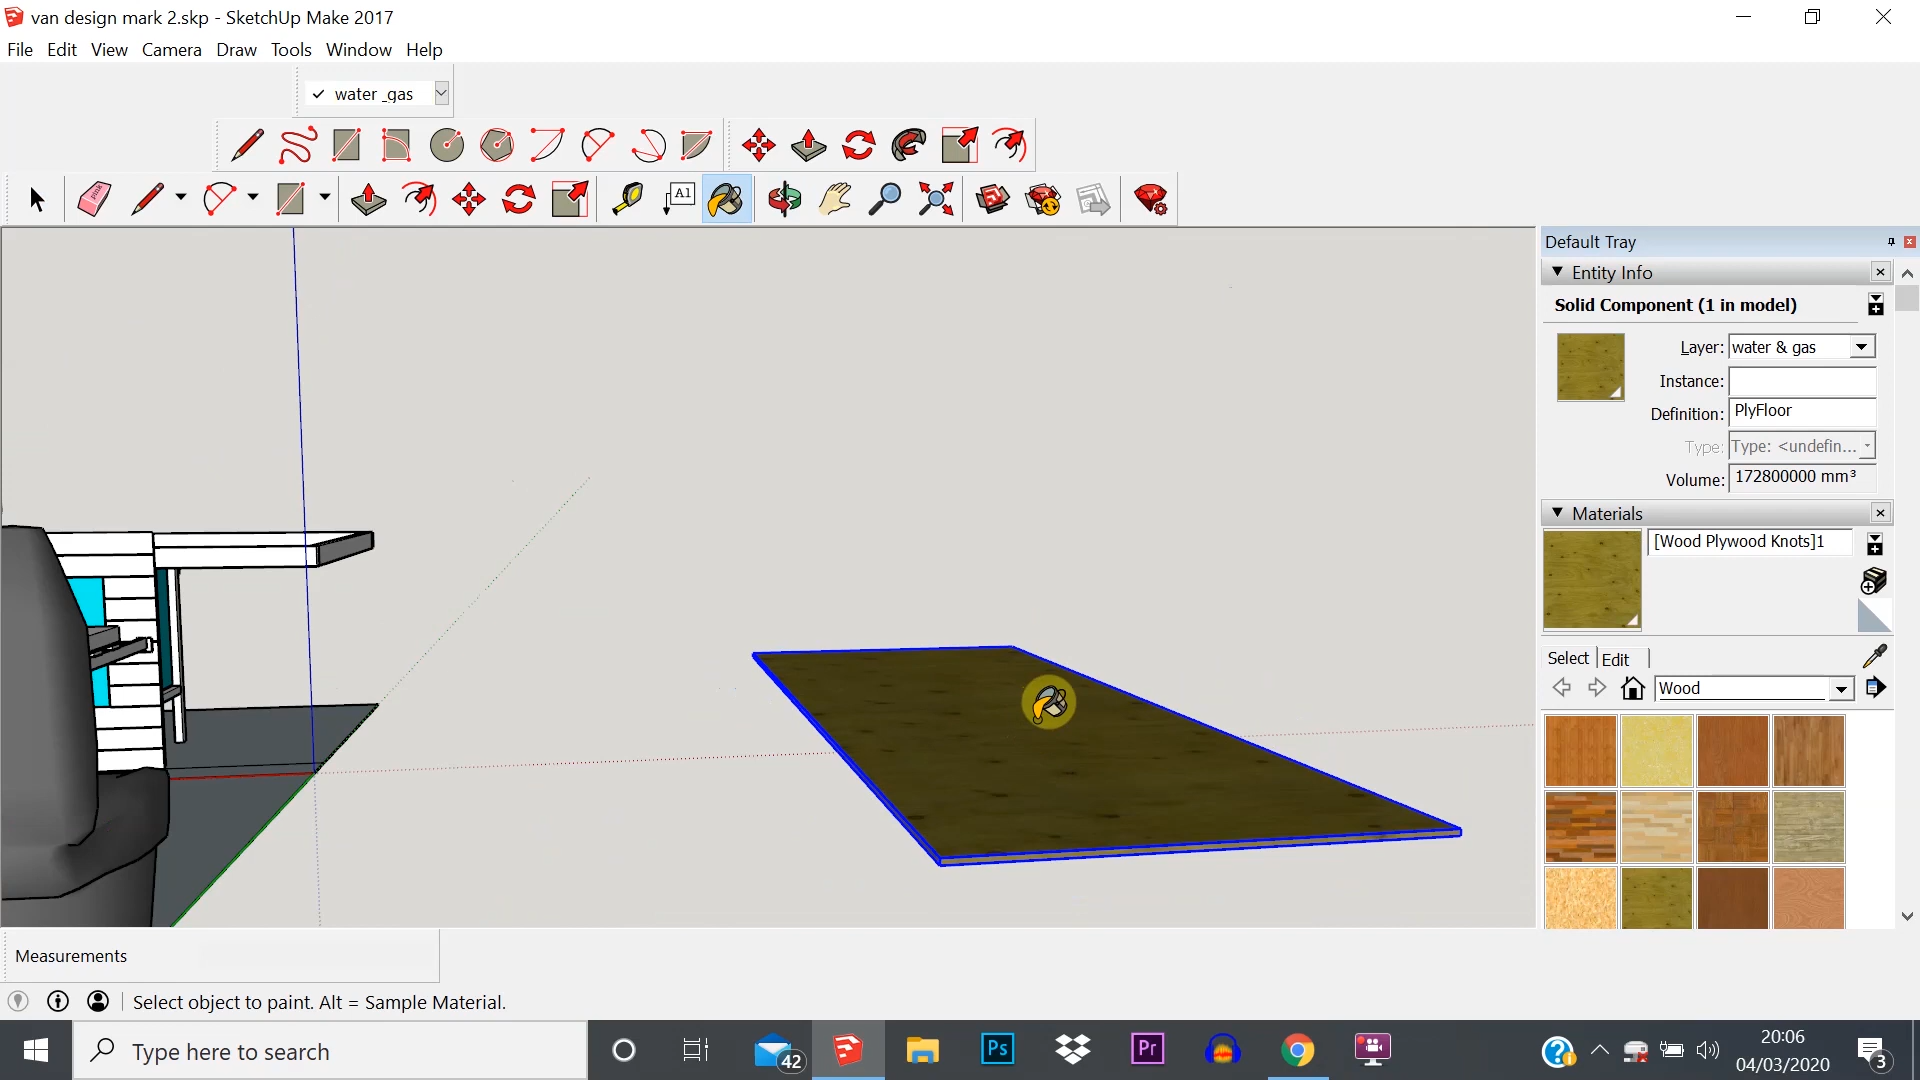 van design mark 2.skp - SketchUp Make 2017
File Edit View Camera Draw Tools Window Help
water _gas
A1
Default Tray
Entity Info
Solid Component (1 in model)
Layer: water & gas
Instance:
Definition: PlyFloor
Type: Type: <undefin...
Volume: 172800000 mm³
Materials
[Wood Plywood Knots]1
Select Edit
Wood
Measurements
Select object to paint. Alt = Sample Material.
Type here to search
42
Ps
Pr
20:06
04/03/2020
3